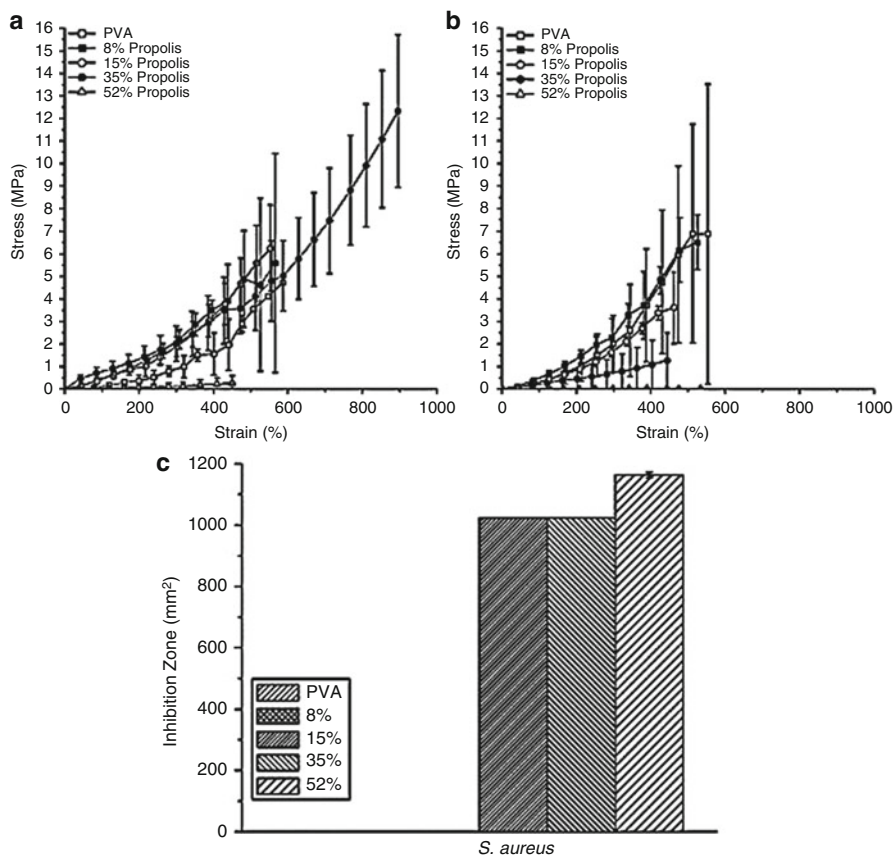 a
16
15
14
13
12
11
10
9
8
7
6
5
4
3
2
1
0
Stress (MPa)
PVA
8% Propolis
15% Propolis
35% Propolis
52% Propolis
0 200 400 600 800 1000
Strain (%)
b
16
15
14
13
12
11
10
9
8
7
6
5
4
3
2
1
0
Stress (MPa)
PVA
8% Propolis
15% Propolis
35% Propolis
52% Propolis
0 200 400 600 800 1000
Strain (%)
c
1200
1000
800
600
400
200
0
Inhibition Zone (mm²)
PVA
8%
15%
35%
52%
S. aureus